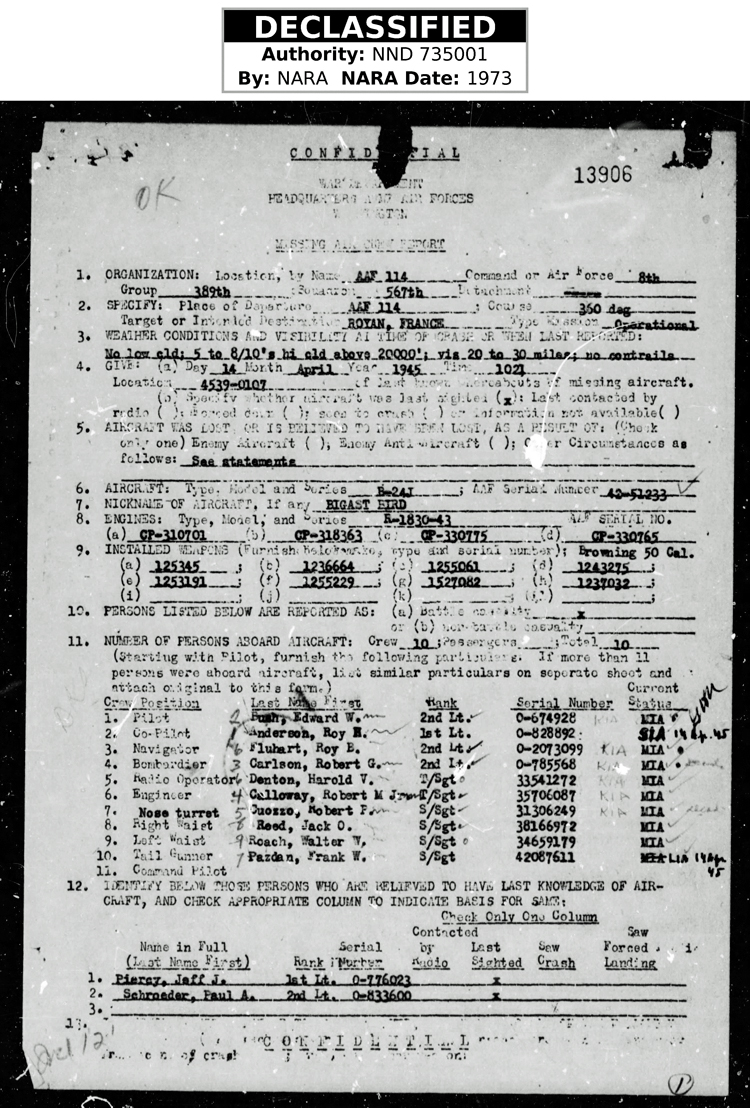 DECLASSIFIED
Authority: NND 735001
By: NARA NARA Date: 1973
CONFIDENTIAL
13906
OK
HEADQUARTERS AIR FORCES
MISSING AIR CREW REPORT
1. ORGANIZATION: Location, by Name AAF 114 Command or Air Force 8th
Group 389th ; Squadron 567th Detachment
2. SPECIFY: Place of Departure AAF 114 ; Course 360 deg
Target or Intended Destination ROYAN, FRANCE Type Mission Operational
3. WEATHER CONDITIONS AND VISIBILITY AT TIME OF CRASH OR WHEN LAST REPORTED:
No low cld; 5 to 8/10's hi cld above 20000'; vis 20 to 30 miles; no contrails
4. GIVE: (a) Day 14 Month April Year 1945 Time 1021
Location 4539-0107 of last known whereabouts of missing aircraft.
(b) Specify whether aircraft was last sighted (x); Last contacted by
radio ( ); forced down ( ); seen to crash ( ) or information not available( )
5. AIRCRAFT WAS LOST, OR IS BELIEVED TO HAVE BEEN LOST, AS A RESULT OF: (Check
only one) Enemy Aircraft ( ); Enemy Anti-aircraft ( ); Other Circumstances as
follows: See statements
6. AIRCRAFT: Type, Model and Series B-24J ; AAF Serial Number 42-51233
7. NICKNAME OF AIRCRAFT, If any BIGAST BIRD
8. ENGINES: Type, Model, and Series R-1830-43 AAF SERIAL NO.
(a) CP-310701 (b) CP-318363 (c) CP-330775 (d) CP-330765
9. INSTALLED WEAPONS (Furnish below make, type and serial number); Browning 50 Cal.
(a) 125345 ; (b) 1236664 ; (c) 1255061 ; (d) 1243275 ;
(e) 1253191 ; (f) 1255229 ; (g) 1527082 ; (h) 1237032 ;
(i) ; (j) ; (k) ; (l) ;
10. PERSONS LISTED BELOW ARE REPORTED AS: (a) Battle casualty x
or (b) non-battle casualty
11. NUMBER OF PERSONS ABOARD AIRCRAFT: Crew 10 ;Passengers ;Total 10
(Starting with Pilot, furnish the following particulars. If more than 11
persons were aboard aircraft, list similar particulars on seperate sheet and
attach original to this form.)
Current
Crew Position Last Name First Rank Serial Number Status
1. Pilot 2 Bush, Edward W. 2nd Lt. O-674928 KIA MIA
2. Co-Pilot 1 Anderson, Roy H. 1st Lt. O-828892 MIA 14 Apr. 45
3. Navigator 6 Fluhart, Roy E. 2nd Lt. O-2073099 KIA MIA
4. Bombardier 3 Carlson, Robert G. 2nd Lt. O-785568 KIA MIA
5. Radio Operator Denton, Harold V. T/Sgt 33541272 MIA
6. Engineer 4 Calloway, Robert M Jr T/Sgt 35706087 KIA MIA
7. Nose turret 5 Cuozzo, Robert P. S/Sgt 31306249 KIA MIA
8. Right Waist 8 Reed, Jack O. S/Sgt 38166972 MIA
9. Left Waist 9 Roach, Walter W. S/Sgt 34659179 MIA
10. Tail Gunner 7 Pazdan, Frank W. S/Sgt 42087611 MIA LIA 14 Apr 45
11. Command Pilot
12. IDENTIFY BELOW THOSE PERSONS WHO ARE BELIEVED TO HAVE LAST KNOWLEDGE OF AIR-
CRAFT, AND CHECK APPROPRIATE COLUMN TO INDICATE BASIS FOR SAME:
Check Only One Column
Contacted Saw
Name in Full Serial by Last Saw Forced
(Last Name First) Rank Number Radio Sighted Crash Landing
1. Piercy, Jeff J. 1st Lt. O-776023 x
2. Schroeder, Paul A. 2nd Lt. O-833600 x
3.
13.
CONFIDENTIAL
of crash
1